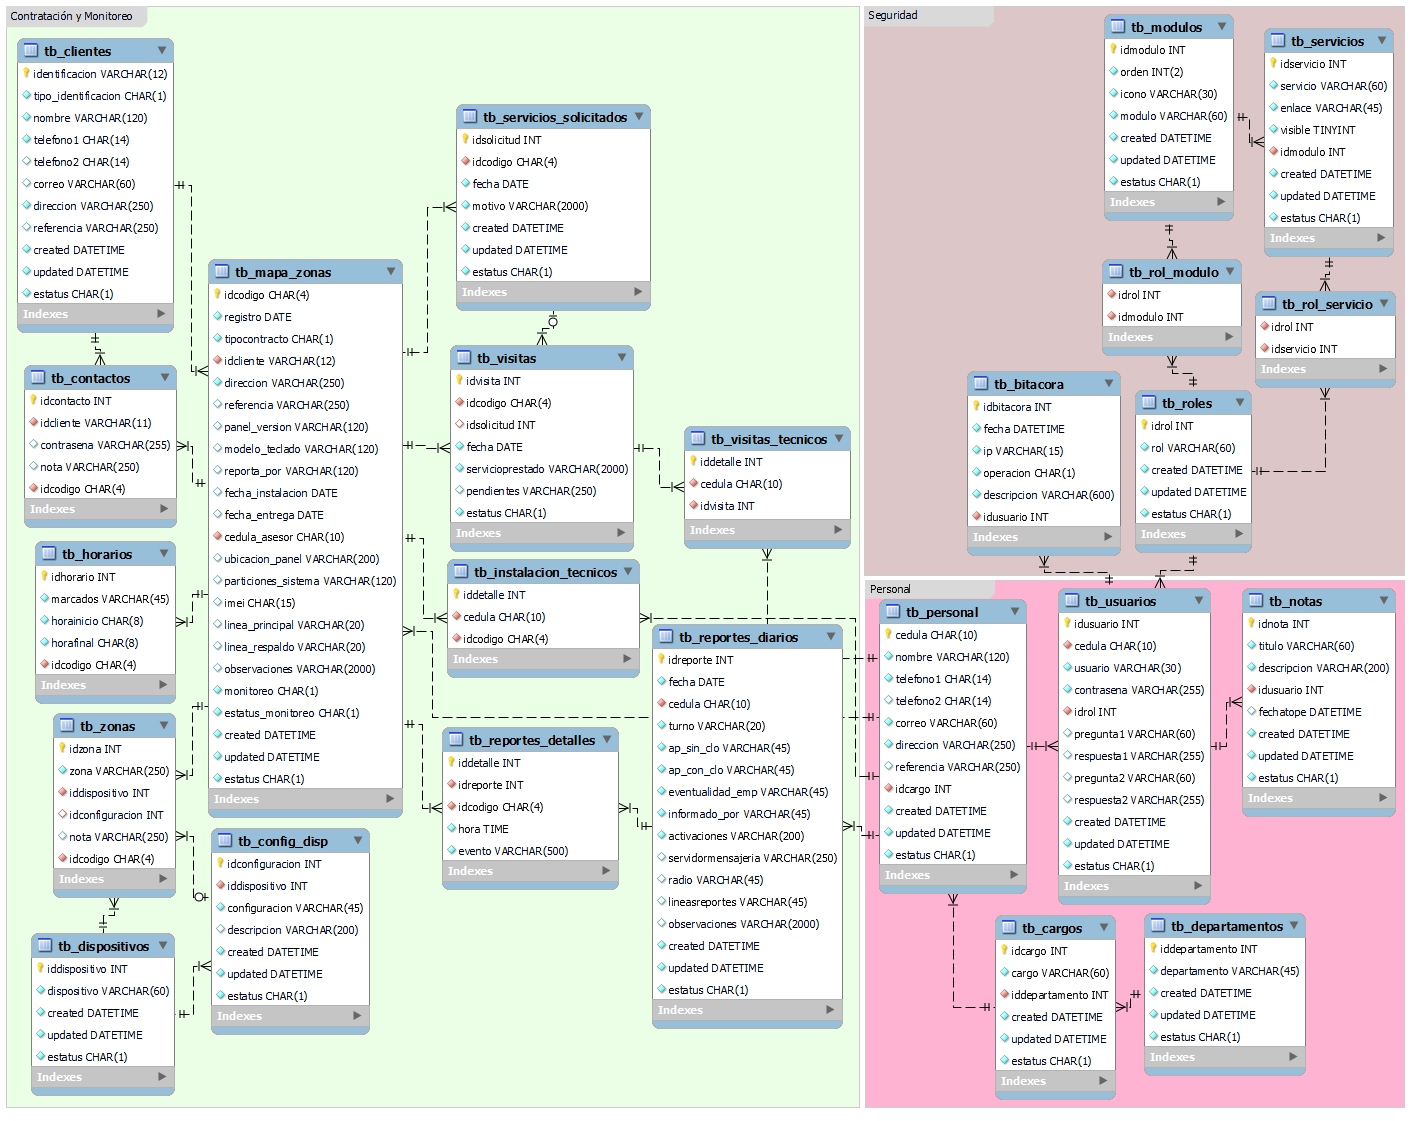 Contratación y Monitoreo
tb_clientes
identificacion VARCHAR(12)
tipo_identificacion CHAR(1)
nombre VARCHAR(120)
telefono1 CHAR(14)
telefono2 CHAR(14)
correo VARCHAR(60)
direccion VARCHAR(250)
referencia VARCHAR(250)
created DATETIME
updated DATETIME
estatus CHAR(1)
Indexes
tb_contactos
idcontacto INT
idcliente VARCHAR(11)
contrasena VARCHAR(255)
nota VARCHAR(250)
idcodigo CHAR(4)
Indexes
tb_horarios
idhorario INT
marcados VARCHAR(45)
horainicio CHAR(8)
horafinal CHAR(8)
idcodigo CHAR(4)
Indexes
tb_zonas
idzona INT
zona VARCHAR(250)
iddispositivo INT
idconfiguracion INT
nota VARCHAR(250)
idcodigo CHAR(4)
Indexes
tb_dispositivos
iddispositivo INT
dispositivo VARCHAR(60)
created DATETIME
updated DATETIME
estatus CHAR(1)
Indexes
tb_mapa_zonas
idcodigo CHAR(4)
registro DATE
tipocontracto CHAR(1)
idcliente VARCHAR(12)
direccion VARCHAR(250)
referencia VARCHAR(250)
panel_version VARCHAR(120)
modelo_teclado VARCHAR(120)
reporta_por VARCHAR(120)
fecha_instalacion DATE
fecha_entrega DATE
cedula_asesor CHAR(10)
ubicacion_panel VARCHAR(200)
particiones_sistema VARCHAR(120)
imei CHAR(15)
linea_principal VARCHAR(20)
linea_respaldo VARCHAR(20)
observaciones VARCHAR(2000)
monitoreo CHAR(1)
estatus_monitoreo CHAR(1)
created DATETIME
updated DATETIME
estatus CHAR(1)
Indexes
tb_config_disp
idconfiguracion INT
iddispositivo INT
configuracion VARCHAR(45)
descripcion VARCHAR(200)
created DATETIME
updated DATETIME
estatus CHAR(1)
Indexes
tb_servicios_solicitados
idsolicitud INT
idcodigo CHAR(4)
fecha DATE
motivo VARCHAR(2000)
created DATETIME
updated DATETIME
estatus CHAR(1)
Indexes
tb_visitas
idvisita INT
idcodigo CHAR(4)
idsolicitud INT
fecha DATE
servicioprestado VARCHAR(2000)
pendientes VARCHAR(250)
estatus CHAR(1)
Indexes
tb_instalacion_tecnicos
iddetalle INT
cedula CHAR(10)
idcodigo CHAR(4)
Indexes
tb_reportes_detalles
iddetalle INT
idreporte INT
idcodigo CHAR(4)
hora TIME
evento VARCHAR(500)
Indexes
tb_visitas_tecnicos
iddetalle INT
cedula CHAR(10)
idvisita INT
Indexes
tb_reportes_diarios
idreporte INT
fecha DATE
cedula CHAR(10)
turno VARCHAR(20)
ap_sin_clo VARCHAR(45)
ap_con_clo VARCHAR(45)
eventualidad_emp VARCHAR(45)
informado_por VARCHAR(45)
activaciones VARCHAR(200)
servidormensajeria VARCHAR(250)
radio VARCHAR(45)
lineasreportes VARCHAR(45)
observaciones VARCHAR(2000)
created DATETIME
updated DATETIME
estatus CHAR(1)
Indexes
Seguridad
tb_modulos
idmodulo INT
orden INT(2)
icono VARCHAR(30)
modulo VARCHAR(60)
created DATETIME
updated DATETIME
estatus CHAR(1)
Indexes
tb_servicios
idservicio INT
servicio VARCHAR(60)
enlace VARCHAR(45)
visible TINYINT
idmodulo INT
created DATETIME
updated DATETIME
estatus CHAR(1)
Indexes
tb_rol_modulo
idrol INT
idmodulo INT
Indexes
tb_rol_servicio
idrol INT
idservicio INT
Indexes
tb_bitacora
idbitacora INT
fecha DATETIME
ip VARCHAR(15)
operacion CHAR(1)
descripcion VARCHAR(600)
idusuario INT
Indexes
tb_roles
idrol INT
rol VARCHAR(60)
created DATETIME
updated DATETIME
estatus CHAR(1)
Indexes
Personal
tb_personal
cedula CHAR(10)
nombre VARCHAR(120)
telefono1 CHAR(14)
telefono2 CHAR(14)
correo VARCHAR(60)
direccion VARCHAR(250)
referencia VARCHAR(250)
idcargo INT
created DATETIME
updated DATETIME
estatus CHAR(1)
Indexes
tb_usuarios
idusuario INT
cedula CHAR(10)
usuario VARCHAR(30)
contrasena VARCHAR(255)
idrol INT
pregunta1 VARCHAR(60)
respuesta1 VARCHAR(255)
pregunta2 VARCHAR(60)
respuesta2 VARCHAR(255)
created DATETIME
updated DATETIME
estatus CHAR(1)
Indexes
tb_notas
idnota INT
titulo VARCHAR(60)
descripcion VARCHAR(200)
idusuario INT
fechatope DATETIME
created DATETIME
updated DATETIME
estatus CHAR(1)
Indexes
tb_cargos
idcargo INT
cargo VARCHAR(60)
iddepartamento INT
created DATETIME
updated DATETIME
estatus CHAR(1)
Indexes
tb_departamentos
iddepartamento INT
departamento VARCHAR(45)
created DATETIME
updated DATETIME
estatus CHAR(1)
Indexes